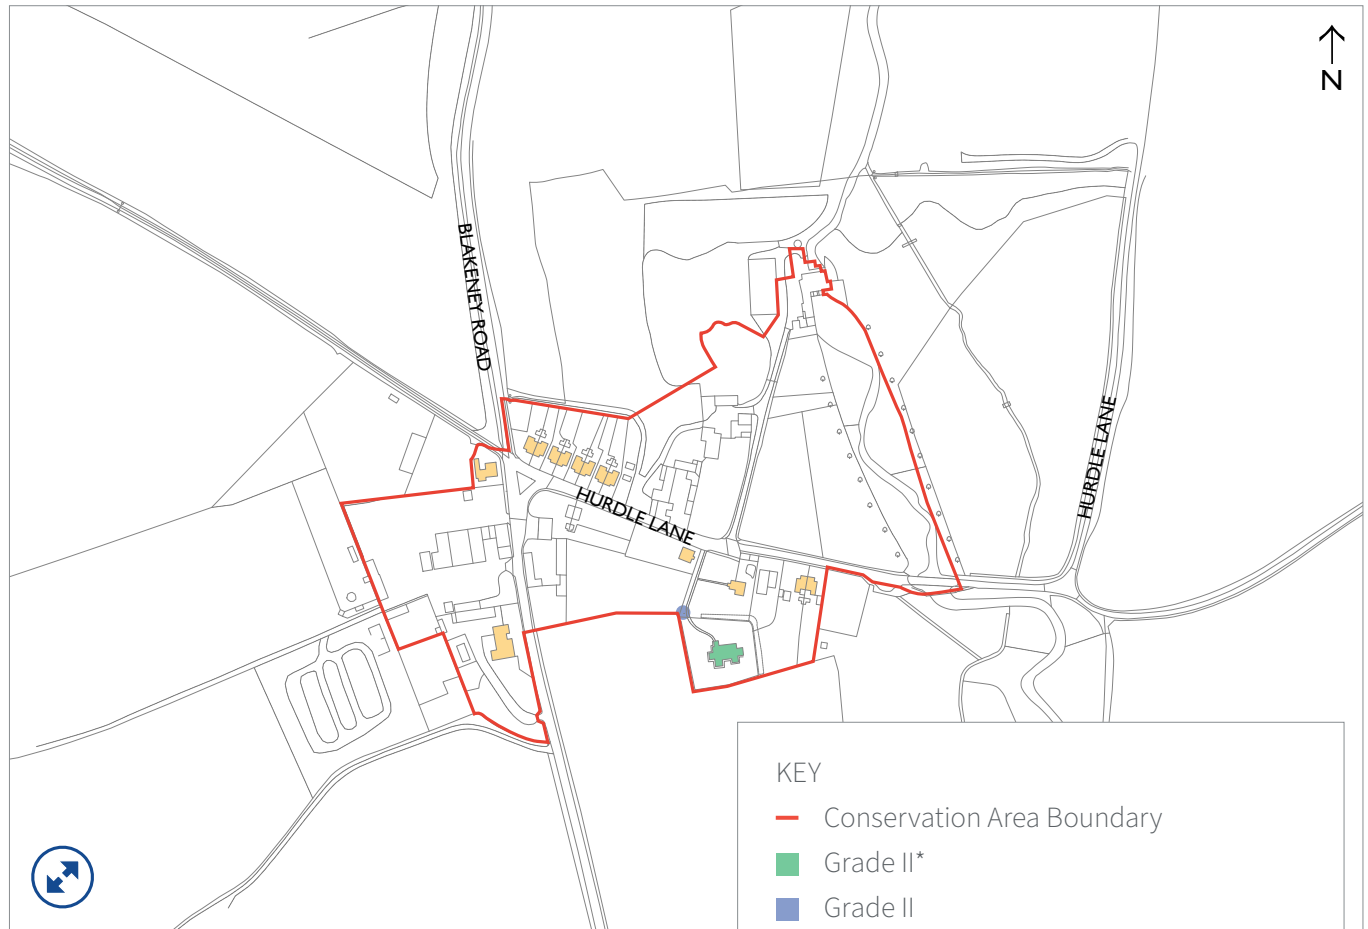 N
BLAKENEY ROAD
HURDLE LANE
HURDLE LANE
KEY
Conservation Area Boundary
Grade II*
Grade II